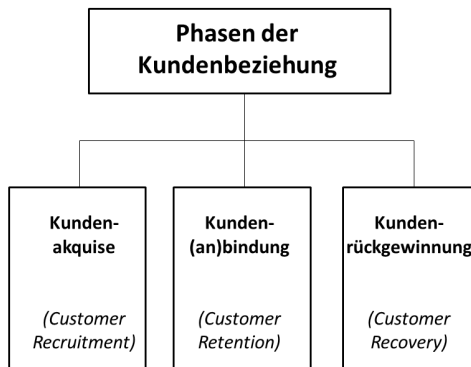 Phasen der
Kundenbeziehung
Kunden-
akquise
(Customer
Recruitment)
Kunden-
(an)bindung
(Customer
Retention)
Kunden-
rückgewinnung
(Customer
Recovery)